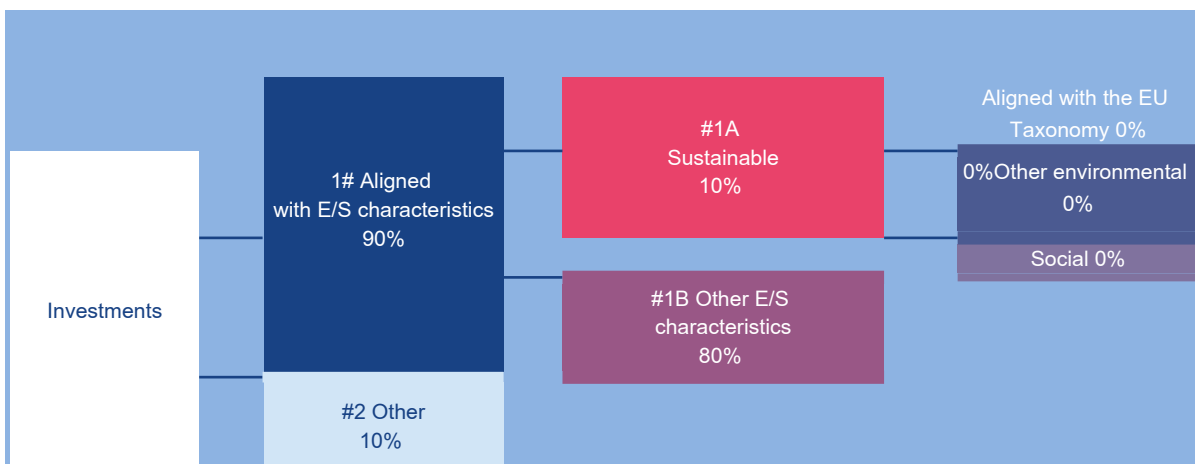 Investments
1# Aligned
with E/S characteristics
90%
#2 Other
10%
#1A
Sustainable
10%
#1B Other E/S
characteristics
80%
Aligned with the EU
Taxonomy 0%
0%Other environmental
0%
Social 0%